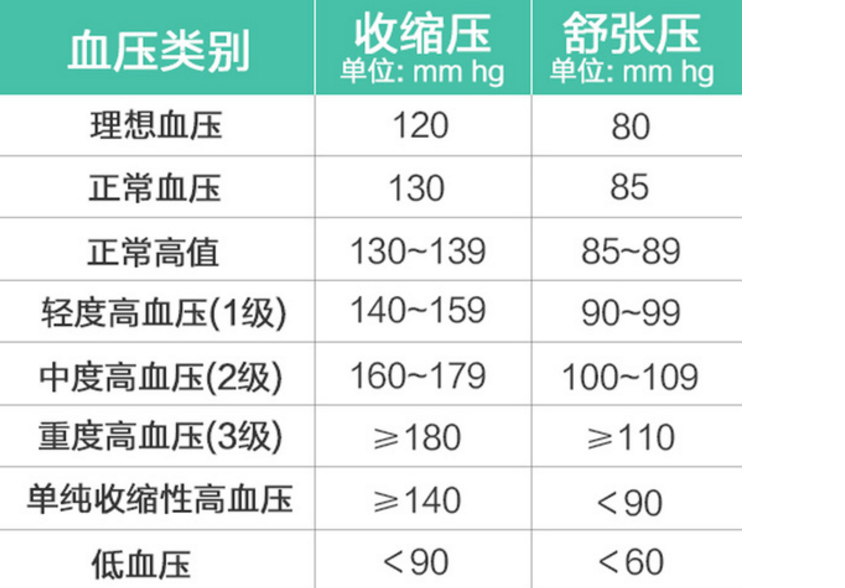 血压类别 收缩压 舒张压
单位: mm hg 单位: mm hg
理想血压 120 80
正常血压 130 85
正常高值 130~139 85~89
轻度高血压(1级) 140~159 90~99
中度高血压(2级) 160~179 100~109
重度高血压(3级) ≥180 ≥110
单纯收缩性高血压 ≥140 <90
低血压 <90 <60